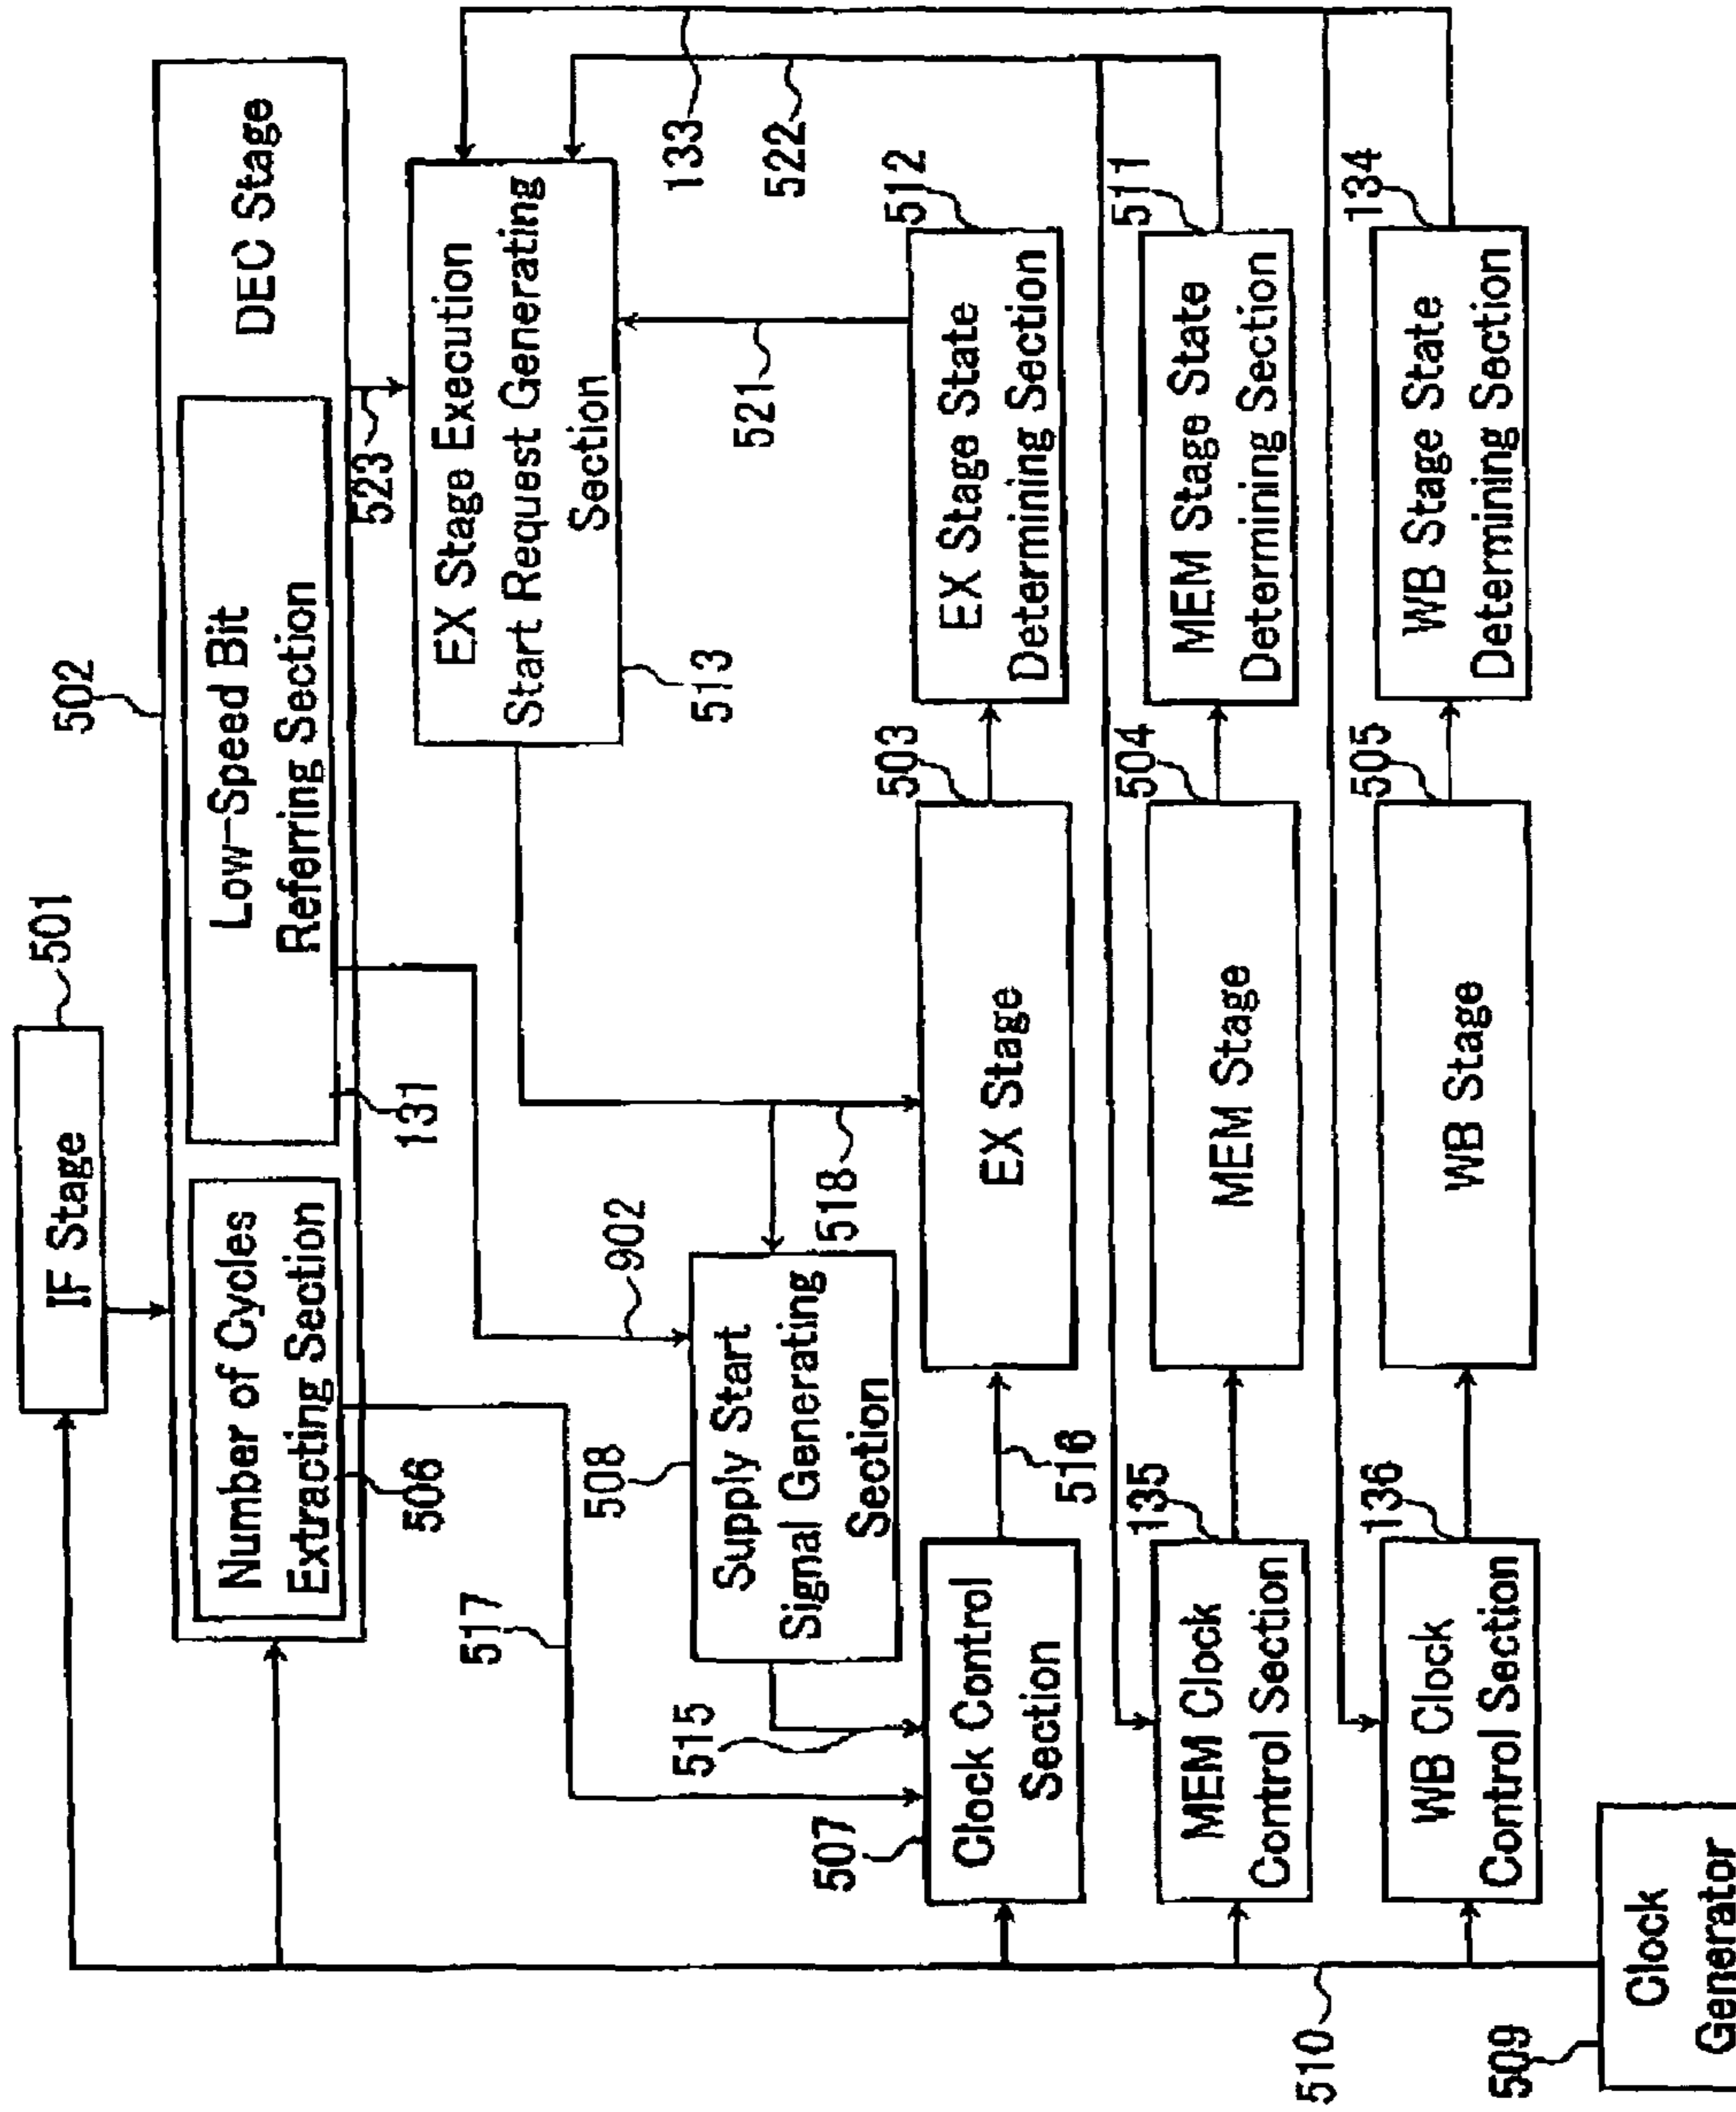 IF Stage
501
502
Number of Cycles
Extracting Section
506
Low-Speed Bit
Referring Section
131
DEC Stage
523
517
902
508
Supply Start
Signal Generating
Section
515
518
EX Stage Execution
Start Request Generating
Section
513
133
522
521
507
Clock Control
Section
516
EX Stage
503
EX Stage State
Determining Section
512
MEM Clock
Control Section
135
MEM Stage
504
MEM Stage State
Determining Section
511
WB Clock
Control Section
136
WB Stage
505
WB Stage State
Determining Section
134
510
509
Clock
Generator